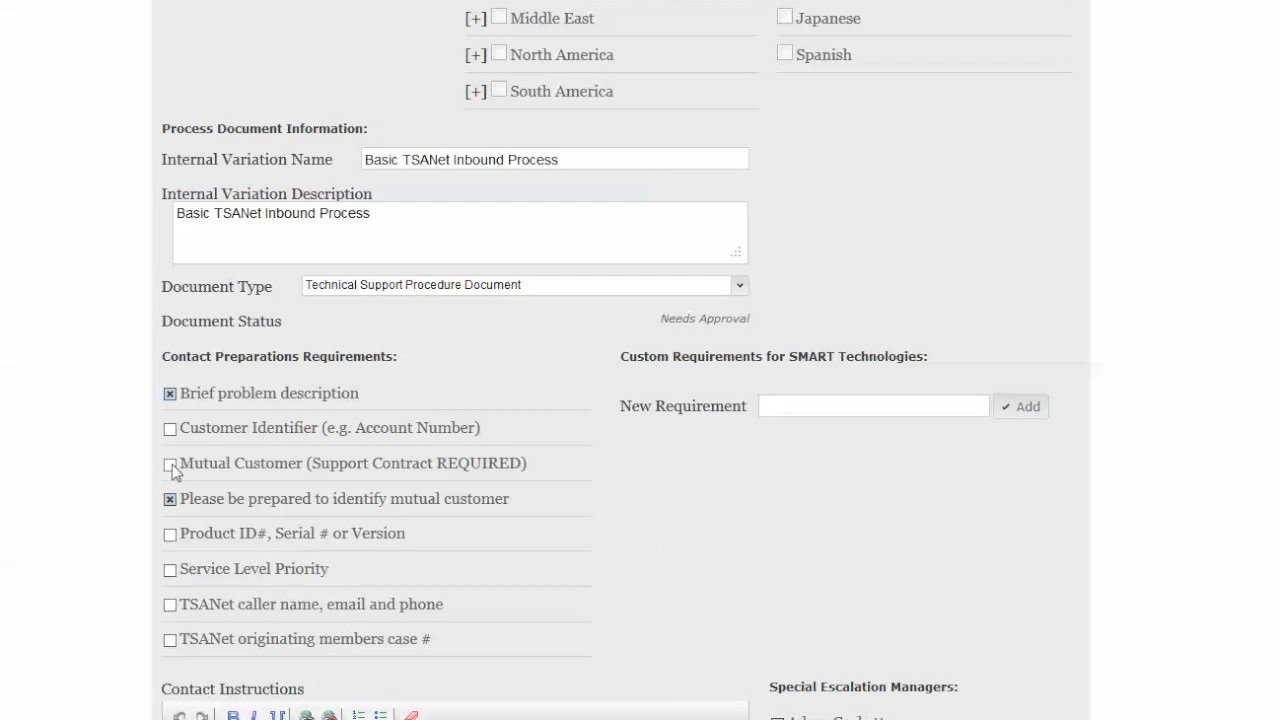 [+] Middle East
Japanese
[+] North America
Spanish
[+] South America
Process Document Information:
Internal Variation Name
Basic TSANet Inbound Process
Internal Variation Description
Basic TSANet Inbound Process
Document Type
Technical Support Procedure Document
Document Status
Needs Approval
Contact Preparations Requirements:
Custom Requirements for SMART Technologies:
Brief problem description
New Requirement
Add
Customer Identifier (e.g. Account Number)
Mutual Customer (Support Contract REQUIRED)
Please be prepared to identify mutual customer
Product ID#, Serial # or Version
Service Level Priority
TSANet caller name, email and phone
TSANet originating members case #
Contact Instructions
Special Escalation Managers: